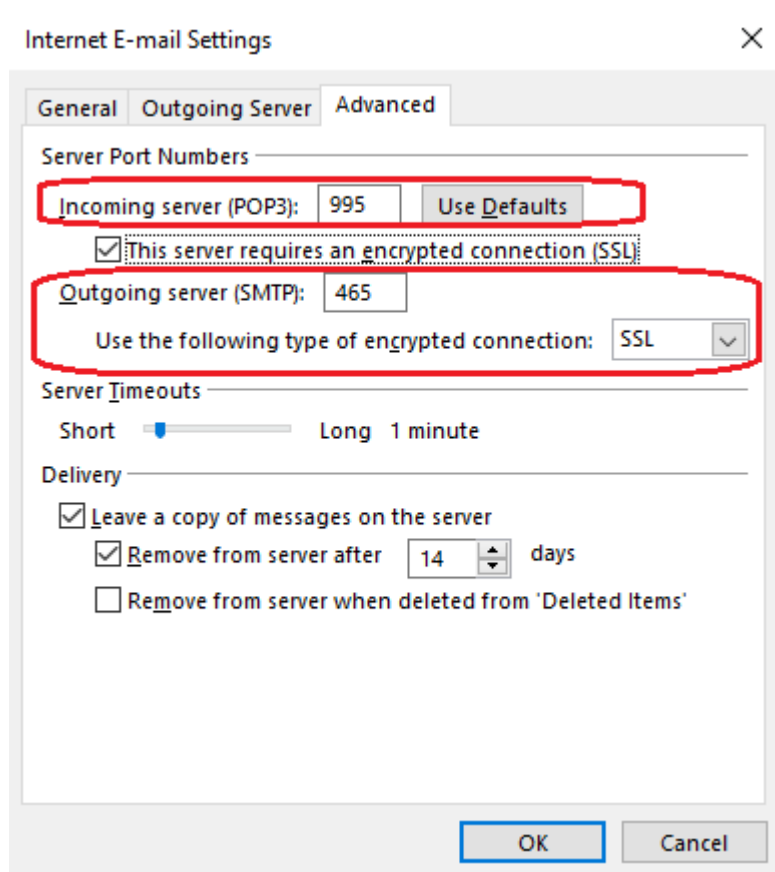 Internet E-mail Settings
General Outgoing Server Advanced
Server Port Numbers
Incoming server (POP3): 995 Use Defaults
This server requires an encrypted connection (SSL)
Outgoing server (SMTP): 465
Use the following type of encrypted connection: SSL
Server Timeouts
Short Long 1 minute
Delivery
Leave a copy of messages on the server
Remove from server after 14 days
Remove from server when deleted from 'Deleted Items'
OK Cancel